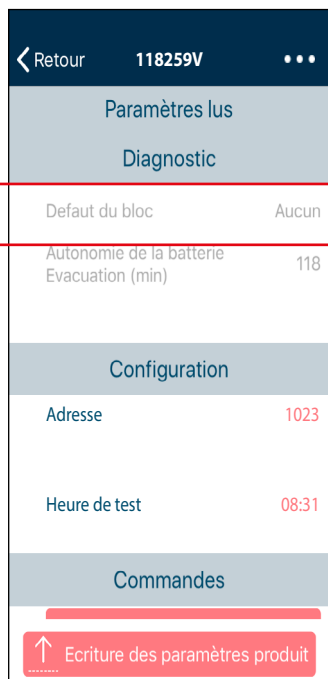 Retour 118259V •••
Paramètres lus
Diagnostic
Defaut du bloc Aucun
Autonomie de la batterie
Evacuation (min) 118
Configuration
Adresse 1023
Heure de test 08:31
Commandes
Ecriture des paramètres produit